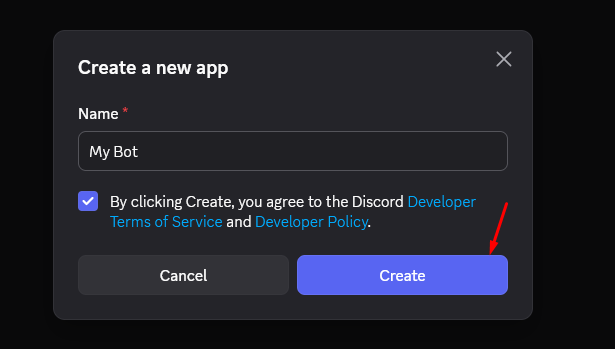 Create a new app
Name *
My Bot
By clicking Create, you agree to the Discord Developer
Terms of Service and Developer Policy.
Cancel
Create